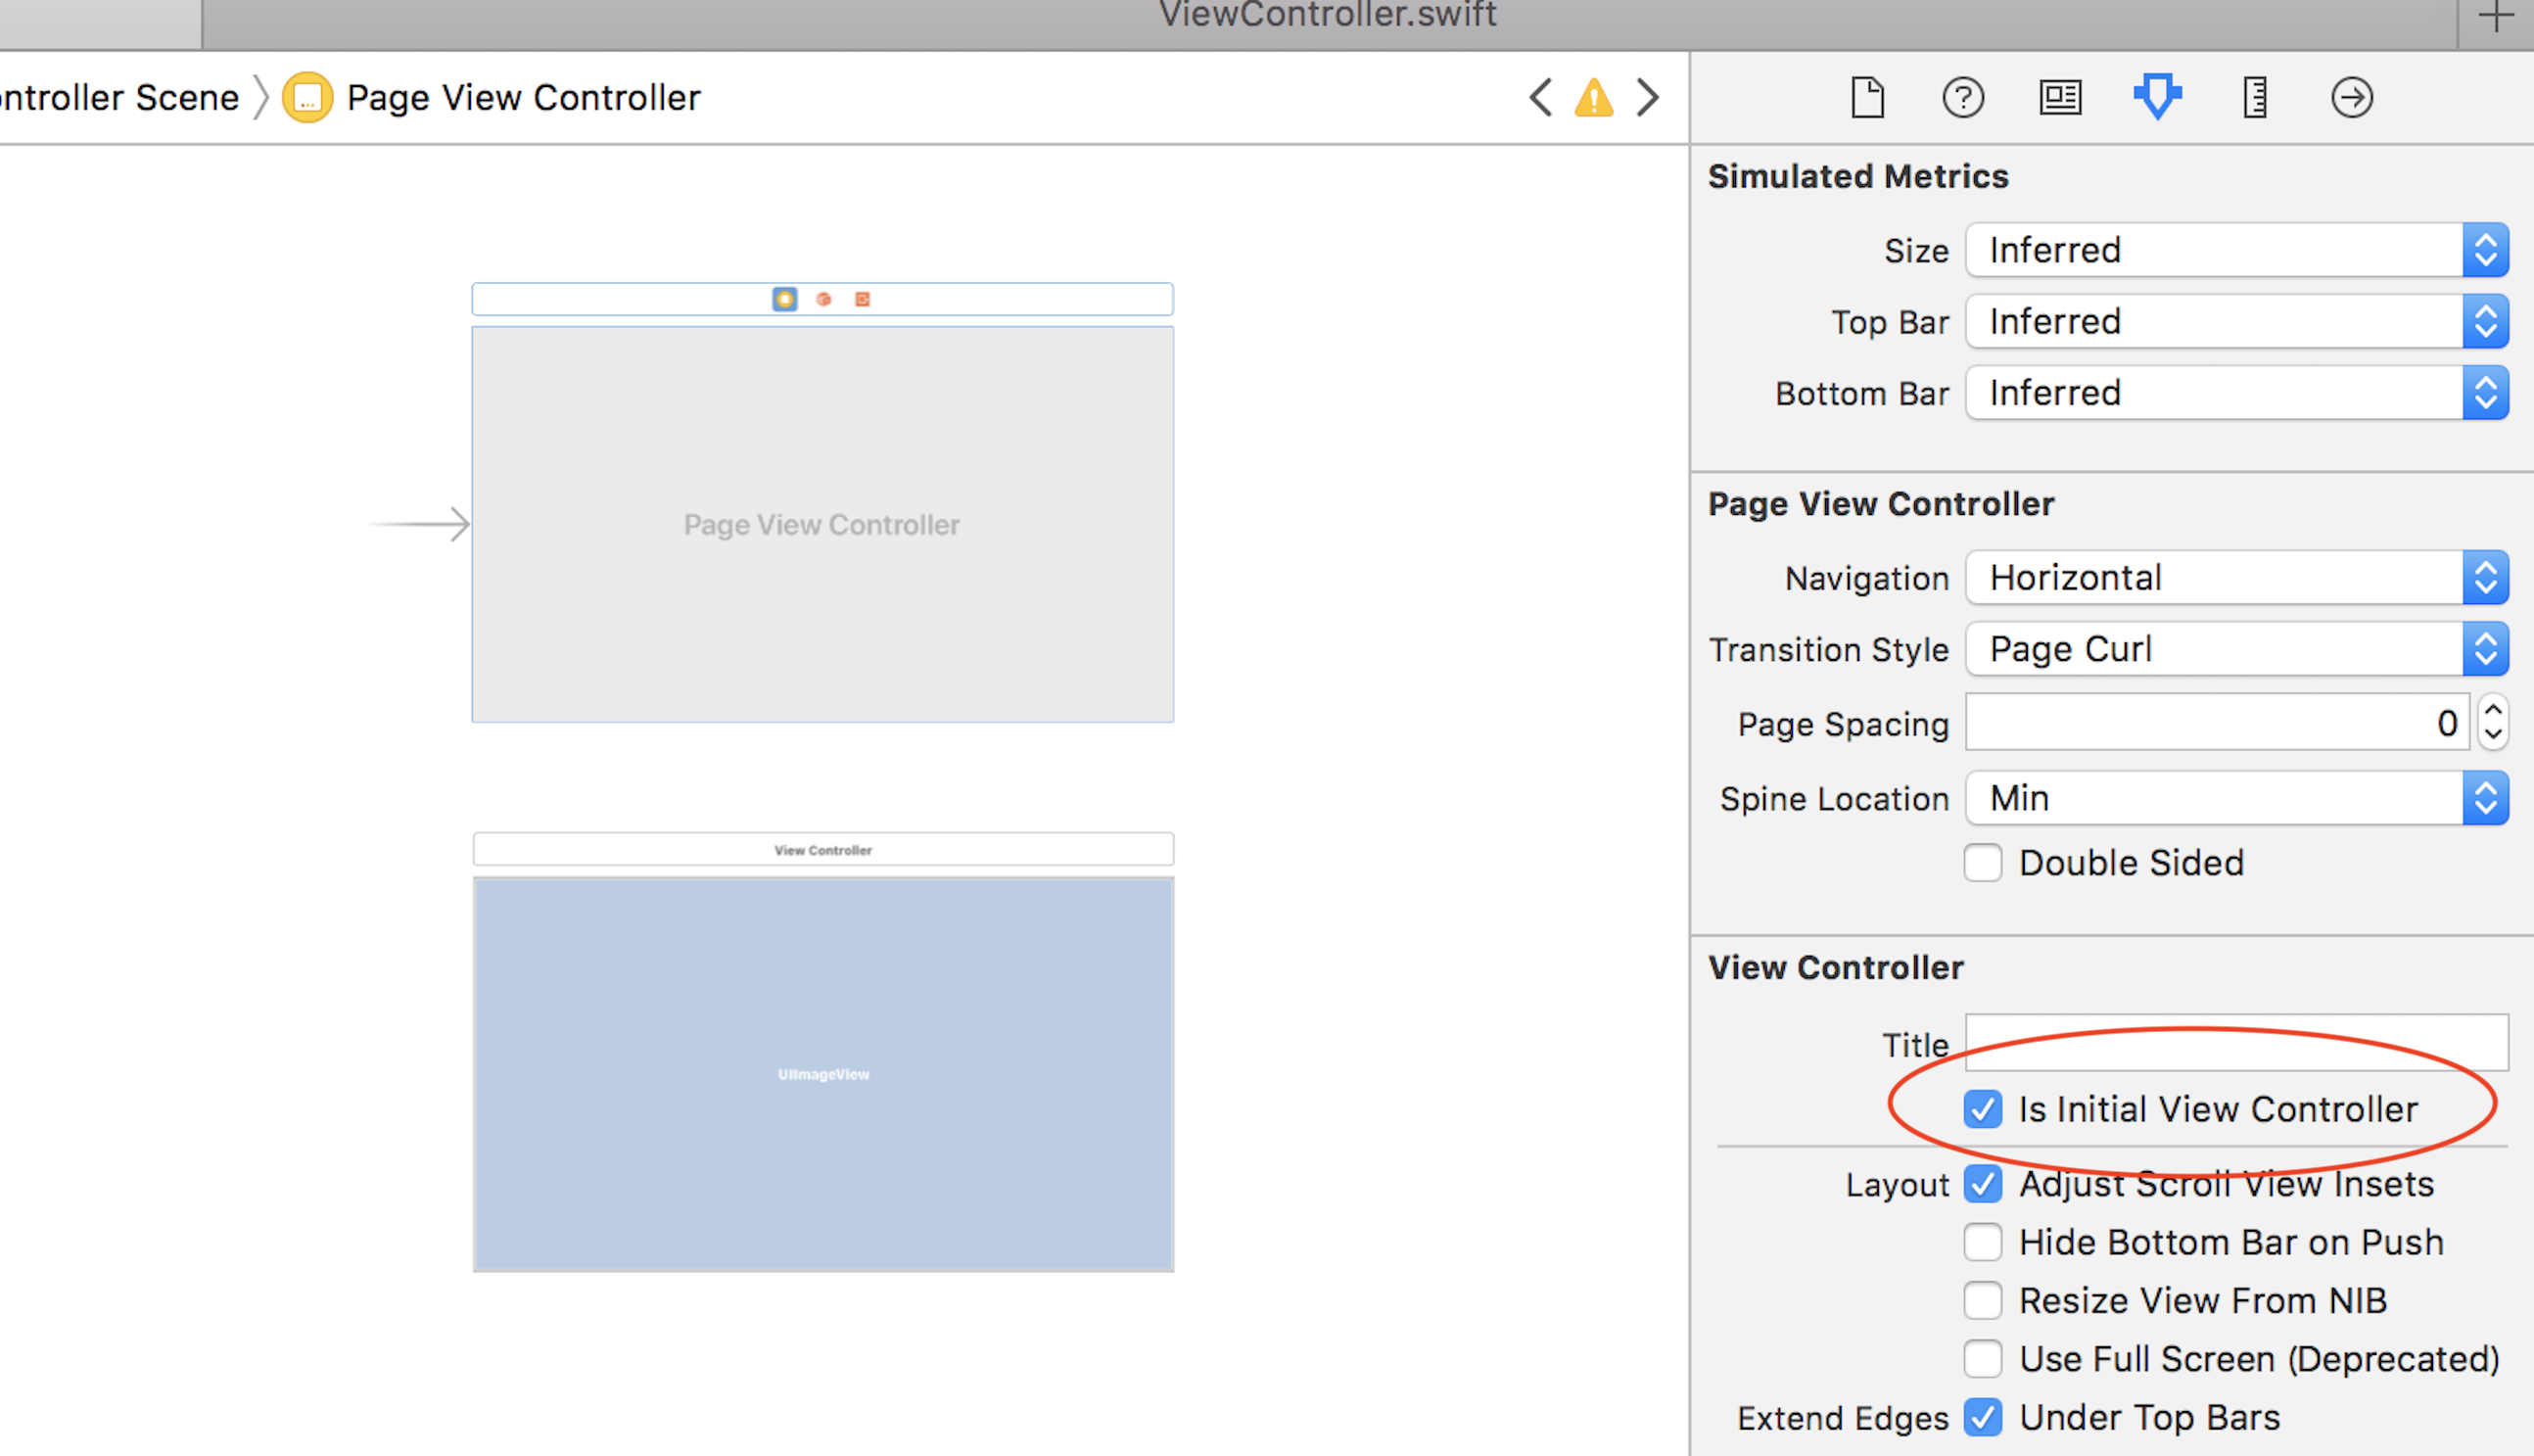 ViewController.swift
ontroller Scene
Page View Controller
Page View Controller
View Controller
UIImageView
Simulated Metrics
Size Inferred
Top Bar Inferred
Bottom Bar Inferred
Page View Controller
Navigation Horizontal
Transition Style Page Curl
Page Spacing 0
Spine Location Min
Double Sided
View Controller
Title
Is Initial View Controller
Layout Adjust Scroll View Insets
Hide Bottom Bar on Push
Resize View From NIB
Use Full Screen (Deprecated)
Extend Edges Under Top Bars